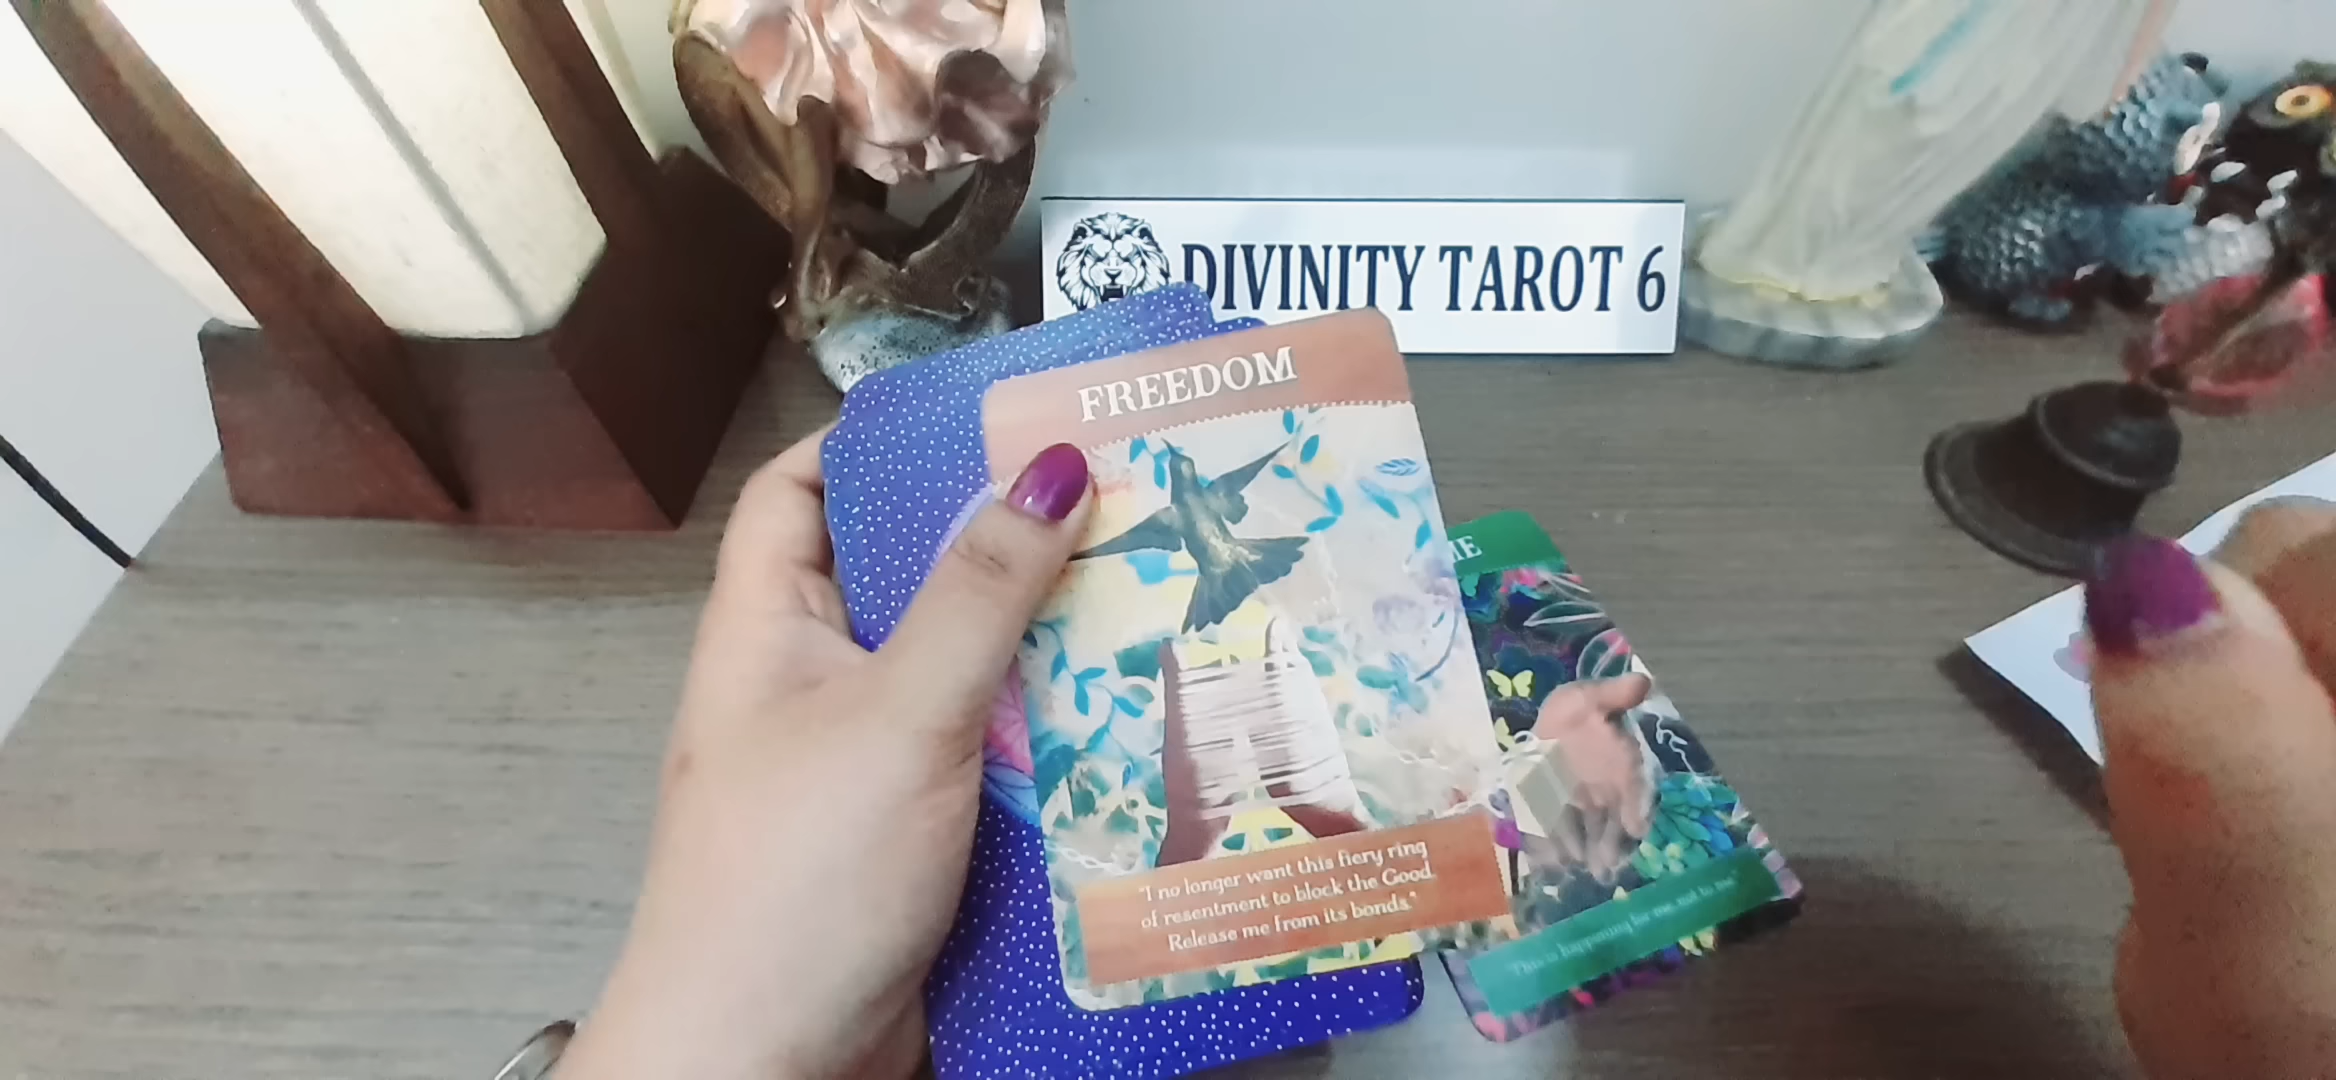 DIVINITY TAROT 6
FREEDOM
"I no longer want this fiery ring
of resentment to block the Good.
Release me from its bonds."
ME
"This is happening for me, not to me"